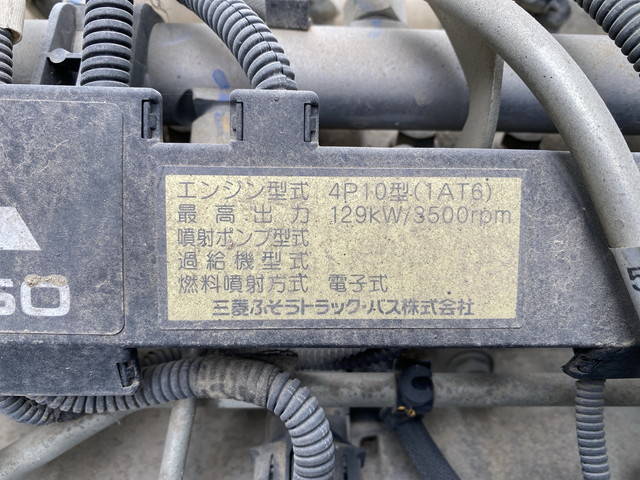 エンジン型式 4P10型(1AT6)
最高出力 129kW/3500rpm
噴射ポンプ型式
過給機型式
燃料噴射方式 電子式
三菱ふそうトラック・バス株式会社
SO
5